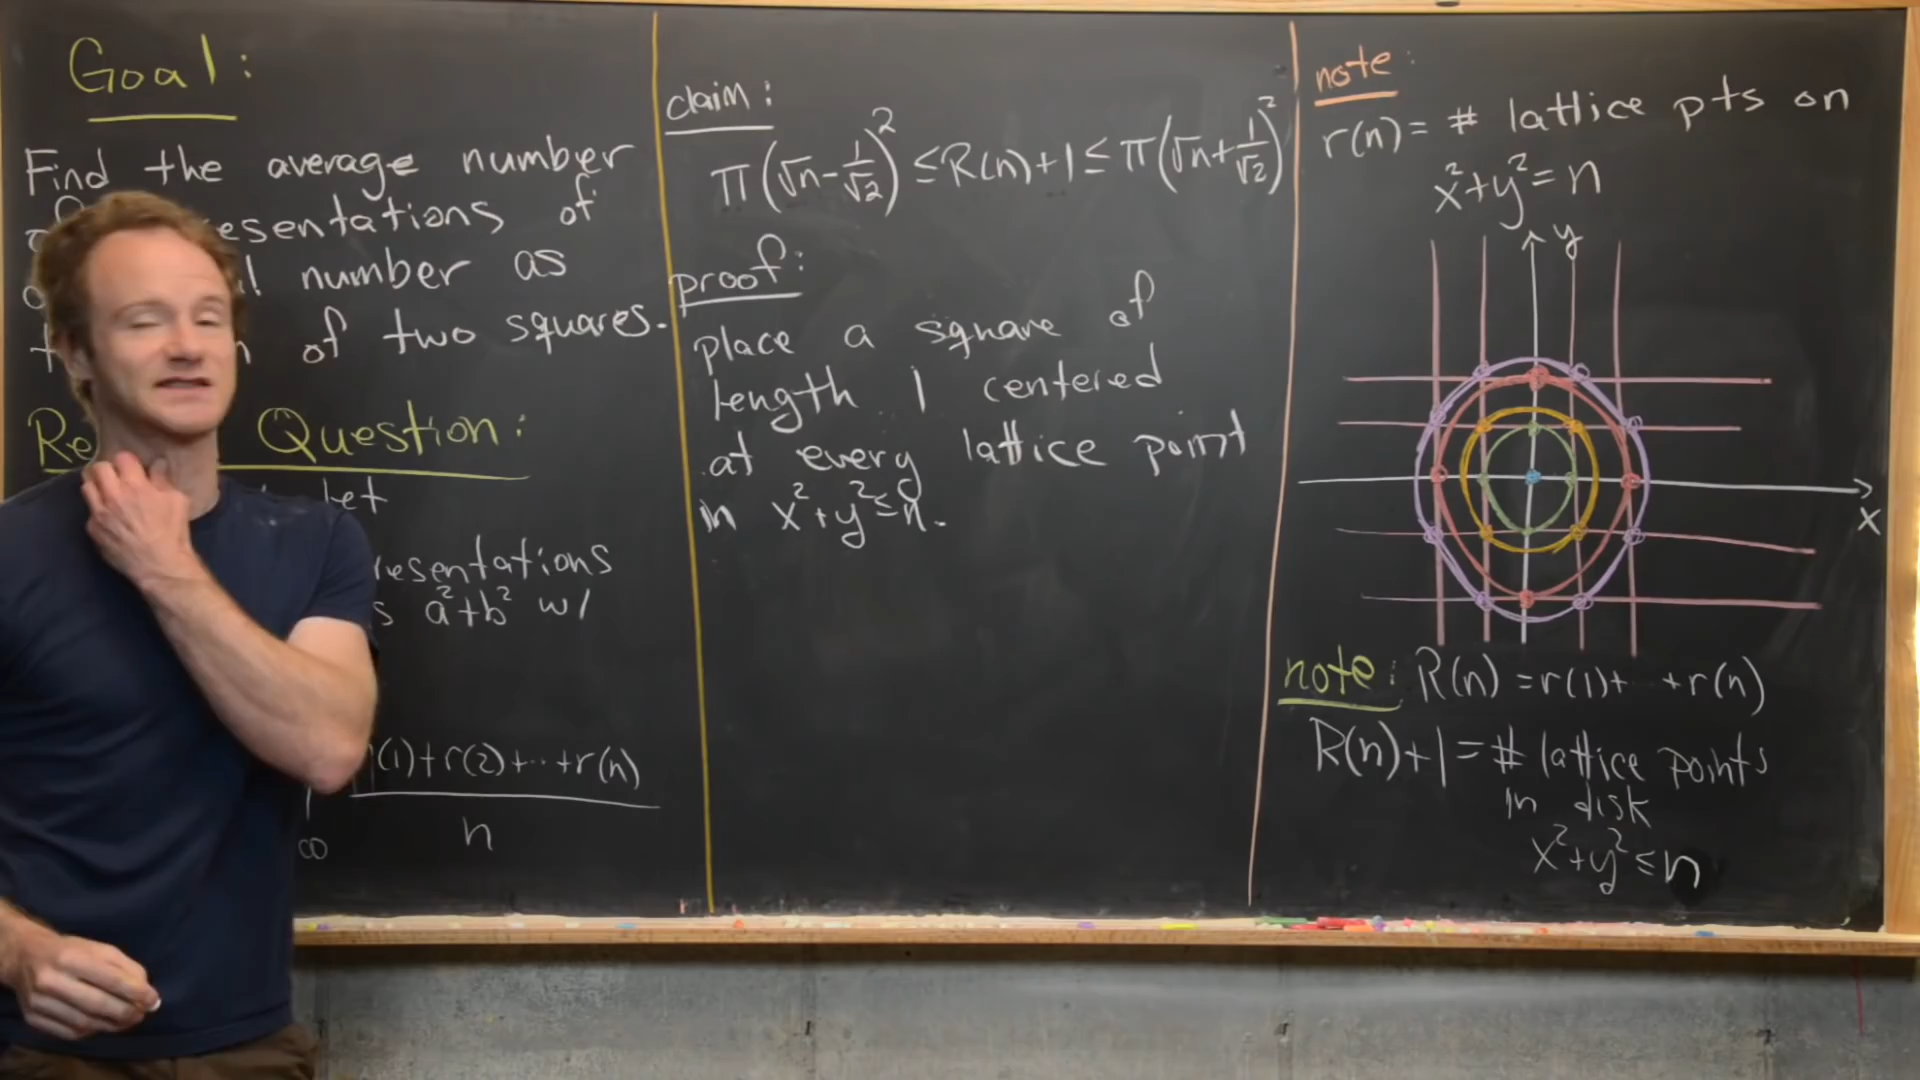 Goal:
Find the average number
esentations of
l number as
of two squares.
Re Question:
let
resentations
s a²+b² w/
(1)+r(2)+⋯+r(n)
n
∞
claim:
π(√n-1/√2)² ≤ R(n)+1 ≤ π(√n+1/√2)²
proof:
place a square of
length 1 centered
at every lattice point
in x²+y²≤n.
note:
r(n)= # lattice pts on
x²+y²=n
y
x
note: R(n)=r(1)+⋯+r(n)
R(n)+1=# lattice points
in disk
x²+y²≤n